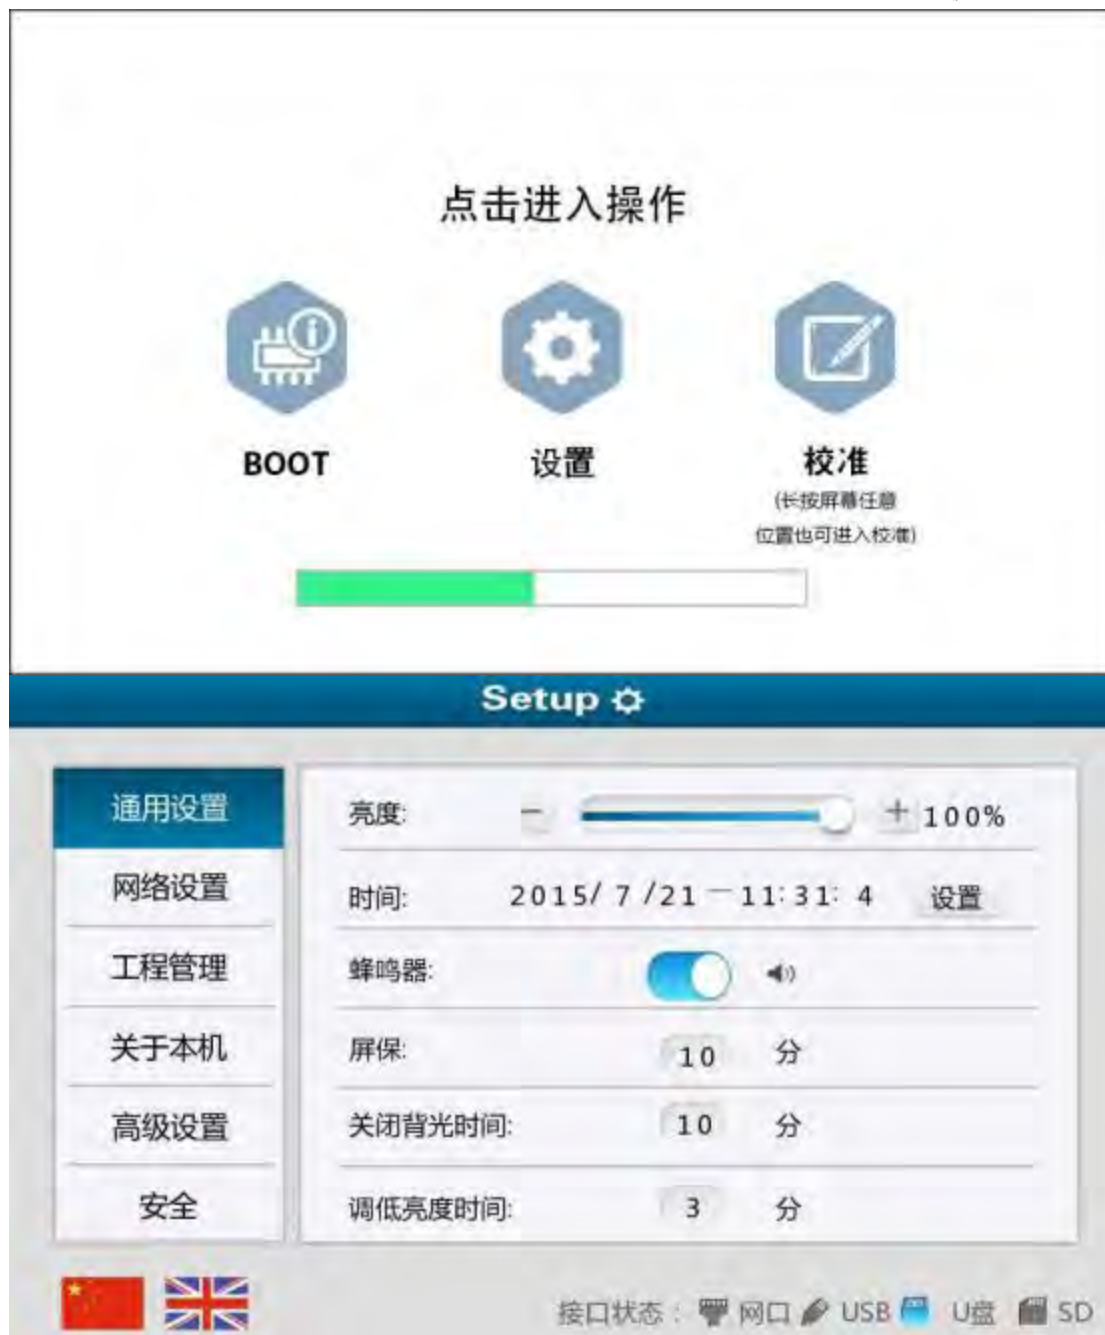 点击进入操作
BOOT
设置
校准
(长按屏幕任意
位置也可进入校准)
Setup
通用设置
网络设置
工程管理
关于本机
高级设置
安全
亮度: - + 100%
时间: 2015/ 7 /21 - 11:31: 4 设置
蜂鸣器:
屏保: 10 分
关闭背光时间: 10 分
调低亮度时间: 3 分
接口状态 : 网口 USB U盘 SD